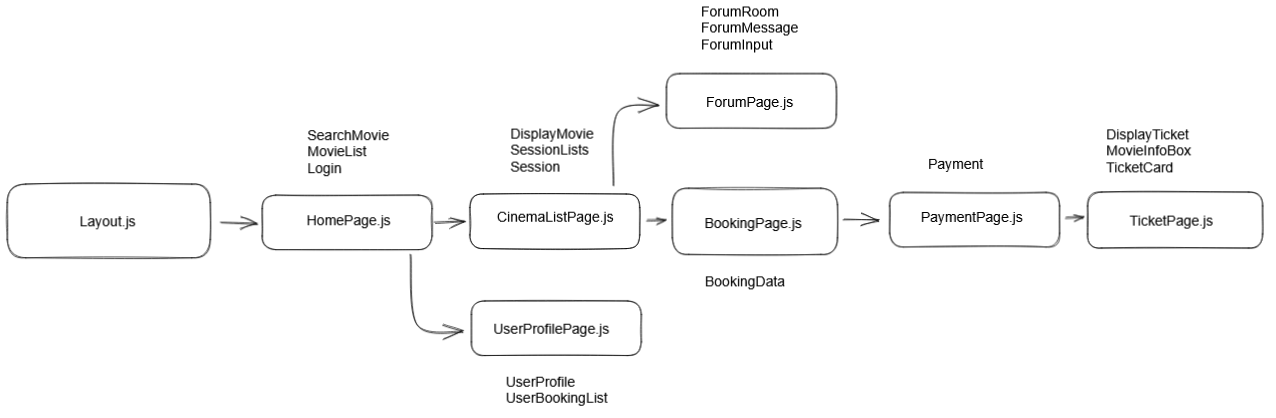 ForumRoom
ForumMessage
ForumInput
ForumPage.js
SearchMovie
MovieList
Login
DisplayMovie
SessionLists
Session
Payment
DisplayTicket
MovieInfoBox
TicketCard
Layout.js
HomePage.js
CinemaListPage.js
BookingPage.js
PaymentPage.js
TicketPage.js
BookingData
UserProfilePage.js
UserProfile
UserBookingList